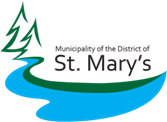 Municipality of the District of
St. Mary's